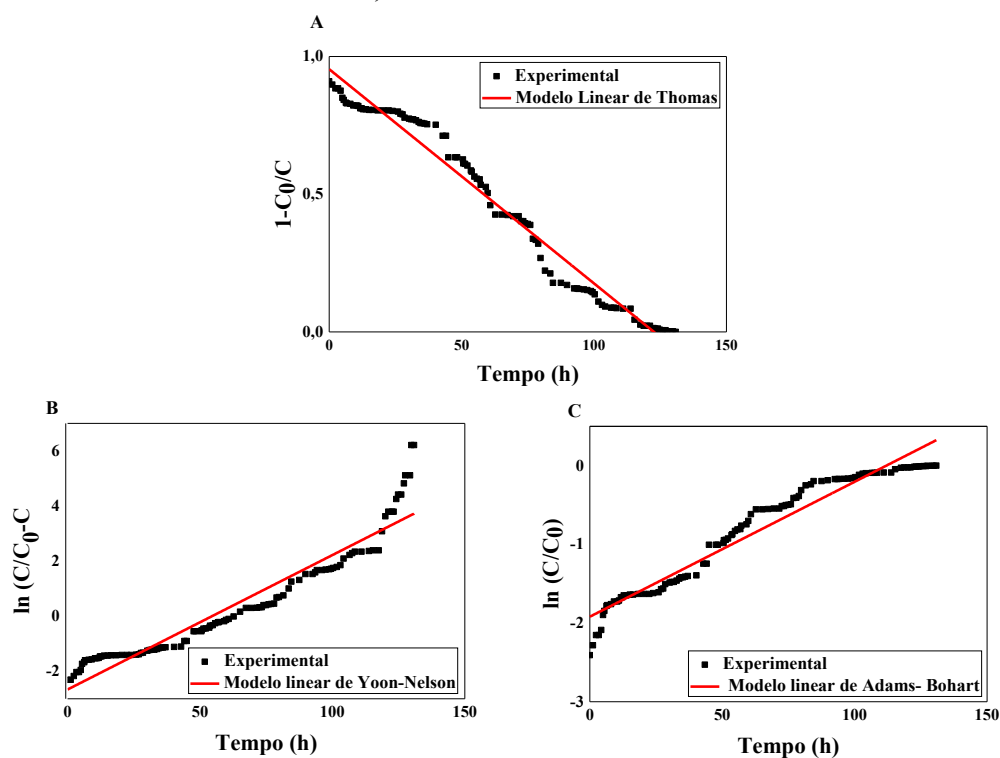 A
1,0
0,5
0,0
0
50
100
150
1-C0/C
Tempo (h)
Experimental
Modelo Linear de Thomas
B
6
4
2
0
-2
0
50
100
150
ln (C/C0-C
Tempo (h)
Experimental
Modelo linear de Yoon-Nelson
C
0
-1
-2
-3
0
50
100
150
ln (C/C0)
Tempo (h)
Experimental
Modelo linear de Adams- Bohart